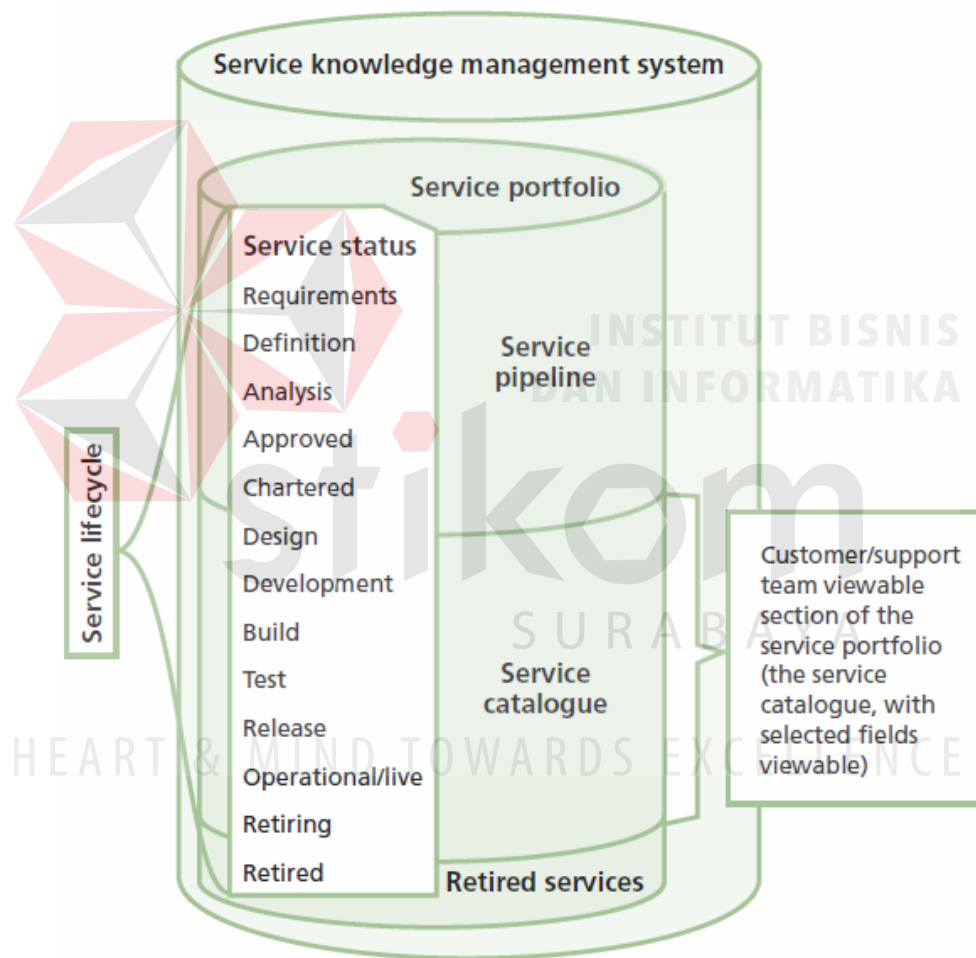 Service knowledge management system
Service portfolio
Service status
Requirements
Definition
Analysis
Approved
Chartered
Design
Development
Build
Test
Release
Operational/live
Retiring
Retired
Service
pipeline
Service
catalogue
Retired services
Service lifecycle
Customer/support
team viewable
section of the
service portfolio
(the service
catalogue, with
selected fields
viewable)
INSTITUT BISNIS
DAN INFORMATIKA
stikom
SURABAYA
HEART & MIND TOWARDS EXCELLENCE